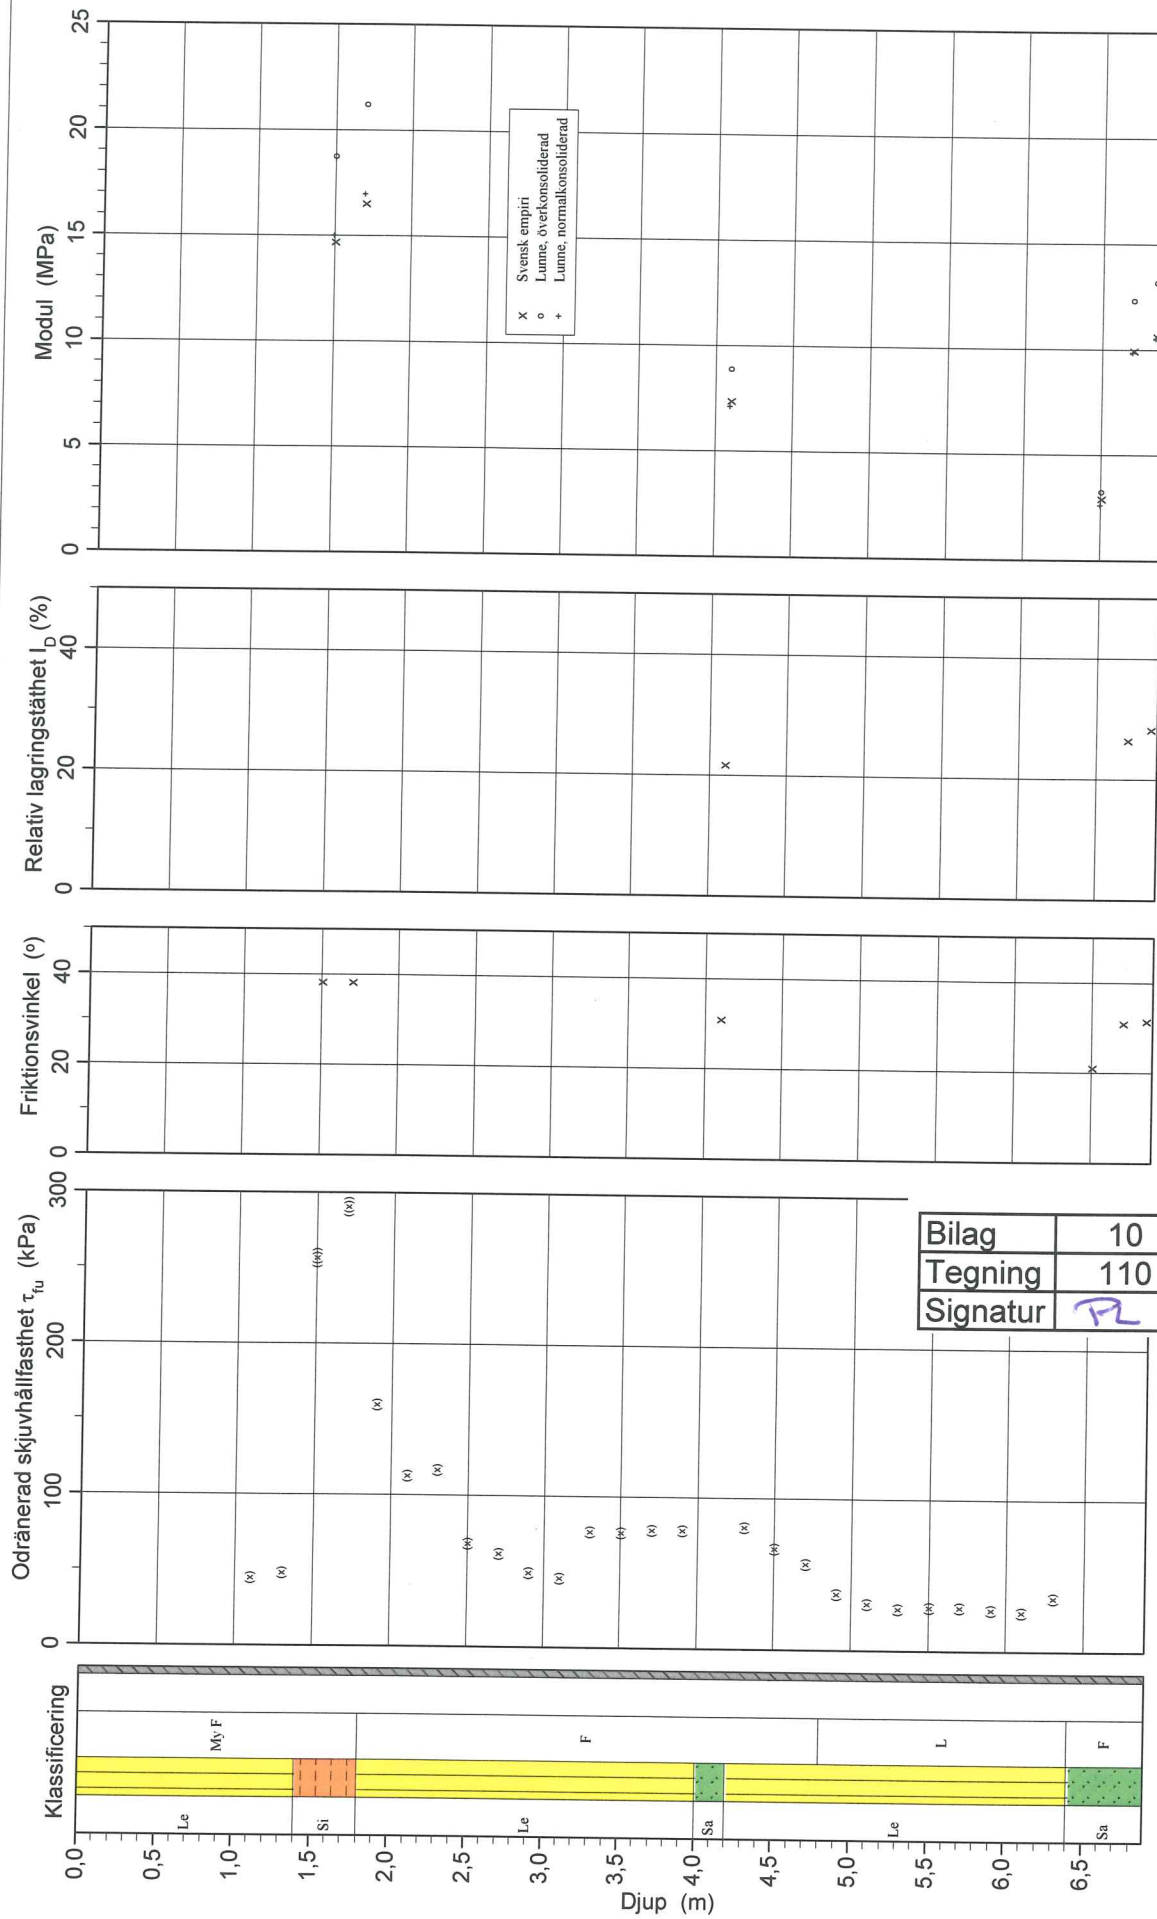 Klassificering
Odränerad skjuvhållfasthet τfu (kPa)
Friktionsvinkel (o)
Relativ lagringstäthet ID (%)
Modul (MPa)
0 100 200 300
0 20 40
0 20 40
0 5 10 15 20 25
Djup (m)
0,0
0,5
1,0
1,5
2,0
2,5
3,0
3,5
4,0
4,5
5,0
5,5
6,0
6,5
Le
Si
Le
Sa
Le
Sa
My F
F
L
F
x Svensk empiri
o Lunne, överkonsoliderad
+ Lunne, normalkonsoliderad
Bilag 10
Tegning 110
Signatur